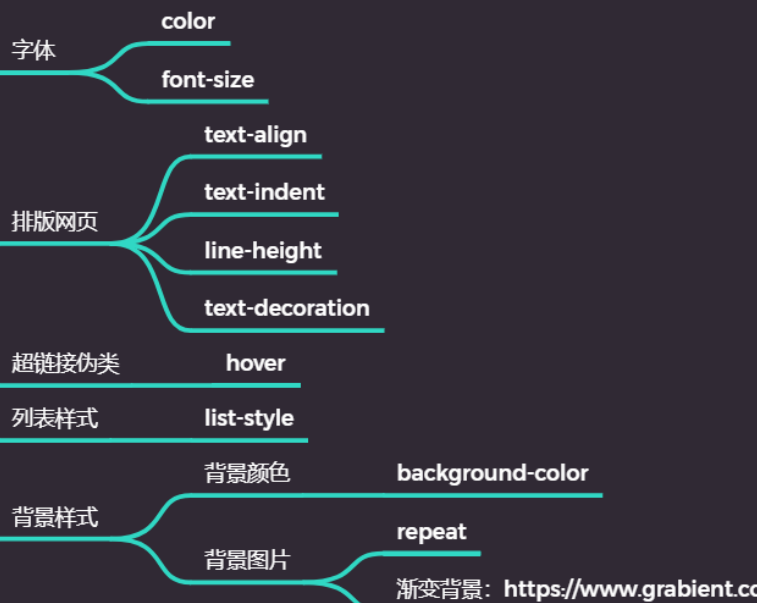 字体
color
font-size
排版网页
text-align
text-indent
line-height
text-decoration
超链接伪类
hover
列表样式
list-style
背景样式
背景颜色
background-color
背景图片
repeat
渐变背景：https://www.grabient.co